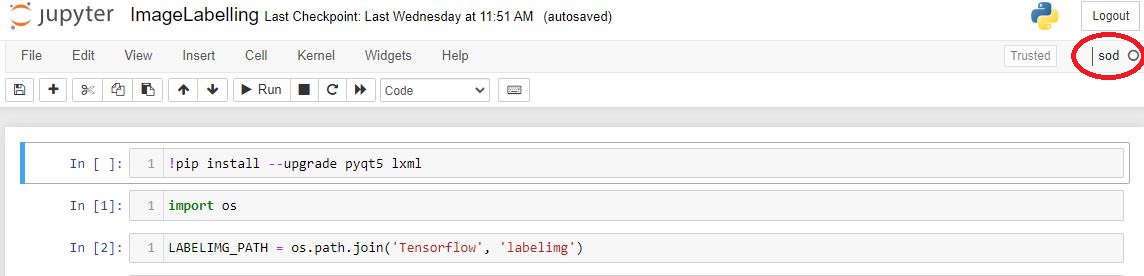 jupyter ImageLabelling Last Checkpoint: Last Wednesday at 11:51 AM (autosaved) Logout
File Edit View Insert Cell Kernel Widgets Help Trusted sod
Run Code
In [ ]: 1 !pip install --upgrade pyqt5 lxml
In [1]: 1 import os
In [2]: 1 LABELIMG_PATH = os.path.join('Tensorflow', 'labelimg')